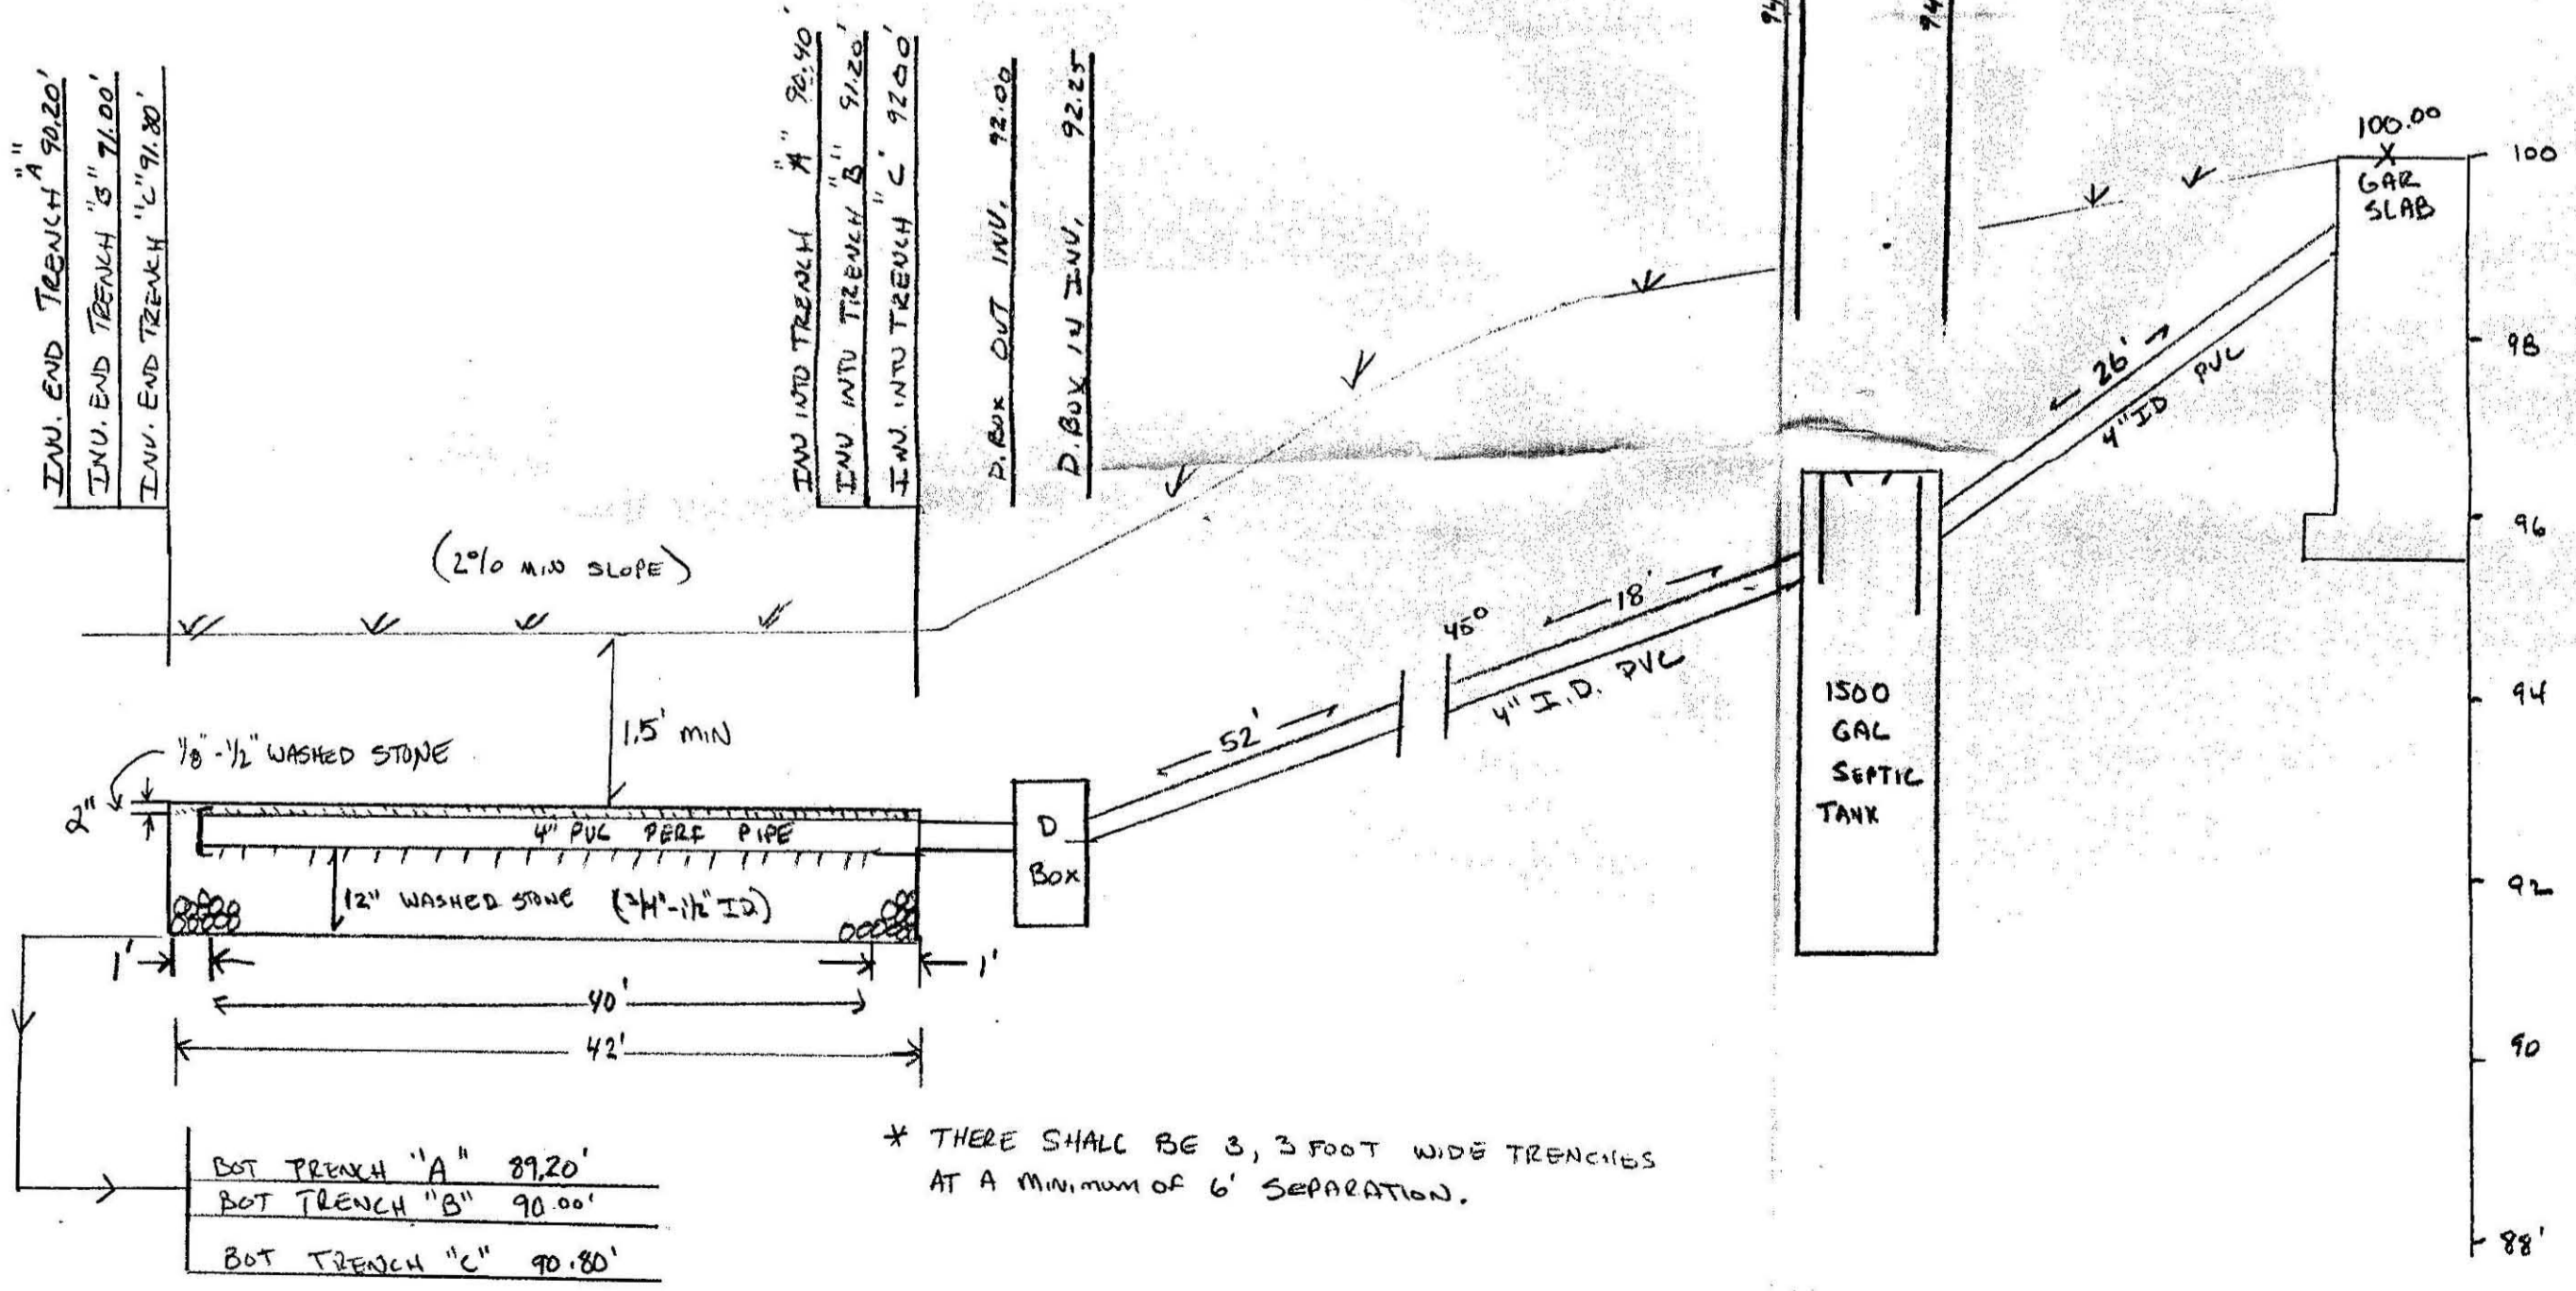 INV. END TRENCH "A" 90.20'
INV. END TRENCH "B" 91.00'
INV. END TRENCH "C" 91.80'
INV INTO TRENCH "A" 90.40'
INV. INTO TRENCH "B" 91.20'
INV. INTO TRENCH "C" 92.00'
D. BOX OUT INV. 92.00
D. BOX IN INV. 92.25
94
94
100.00
X
GAR
SLAB
100
98
96
94
92
90
88'
26'
4" ID PVC
(2% MIN SLOPE)
45°
18'
4" I.D. PVC
52'
1500
GAL
SEPTIC
TANK
1.5' MIN
1/8"-1/2" WASHED STONE
2"
4" PVC PERF PIPE
D
BOX
12" WASHED STONE (3/4"-1 1/2" ID)
1'
1'
40'
42'
* THERE SHALL BE 3, 3 FOOT WIDE TRENCHES
AT A MINIMUM OF 6' SEPARATION.
BOT TRENCH "A" 89.20'
BOT TRENCH "B" 90.00'
BOT TRENCH "C" 90.80'